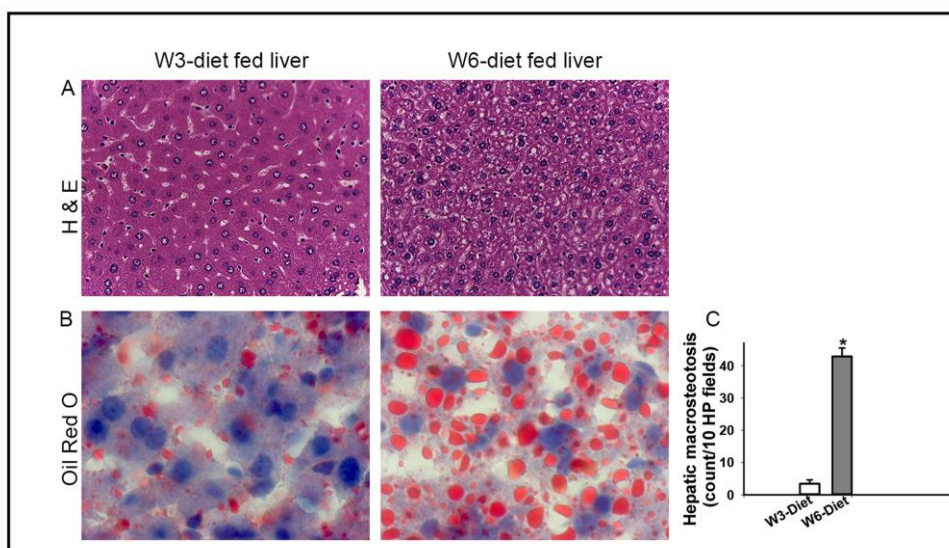 W3-diet fed liver
W6-diet fed liver
A
H & E
B
Oil Red O
C
Hepatic macrosteotosis
(count/10 HP fields)
*
40
30
20
10
0
W3-Diet
W6-Diet